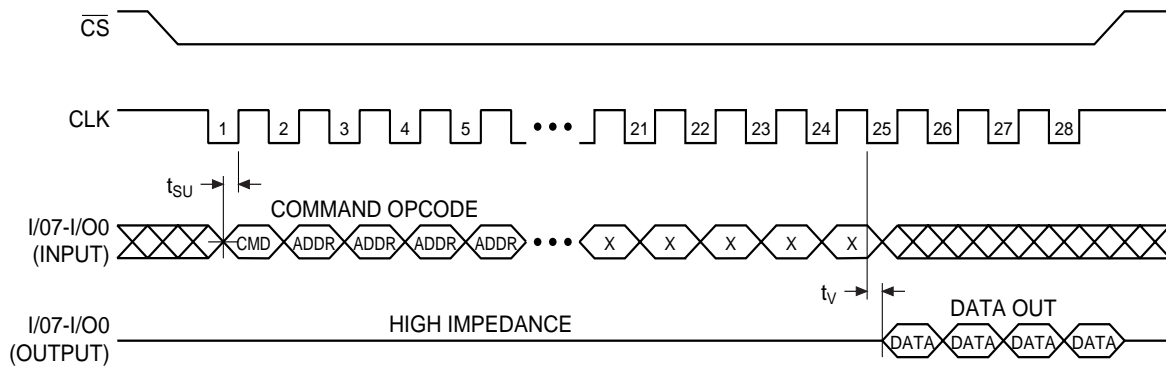 CS
CLK 1 2 3 4 5 ••• 21 22 23 24 25 26 27 28
tSU
COMMAND OPCODE
I/07-I/O0
(INPUT)
CMD ADDR ADDR ADDR ADDR ••• X X X X X
tV
DATA OUT
HIGH IMPEDANCE
I/07-I/O0
(OUTPUT)
DATA DATA DATA DATA